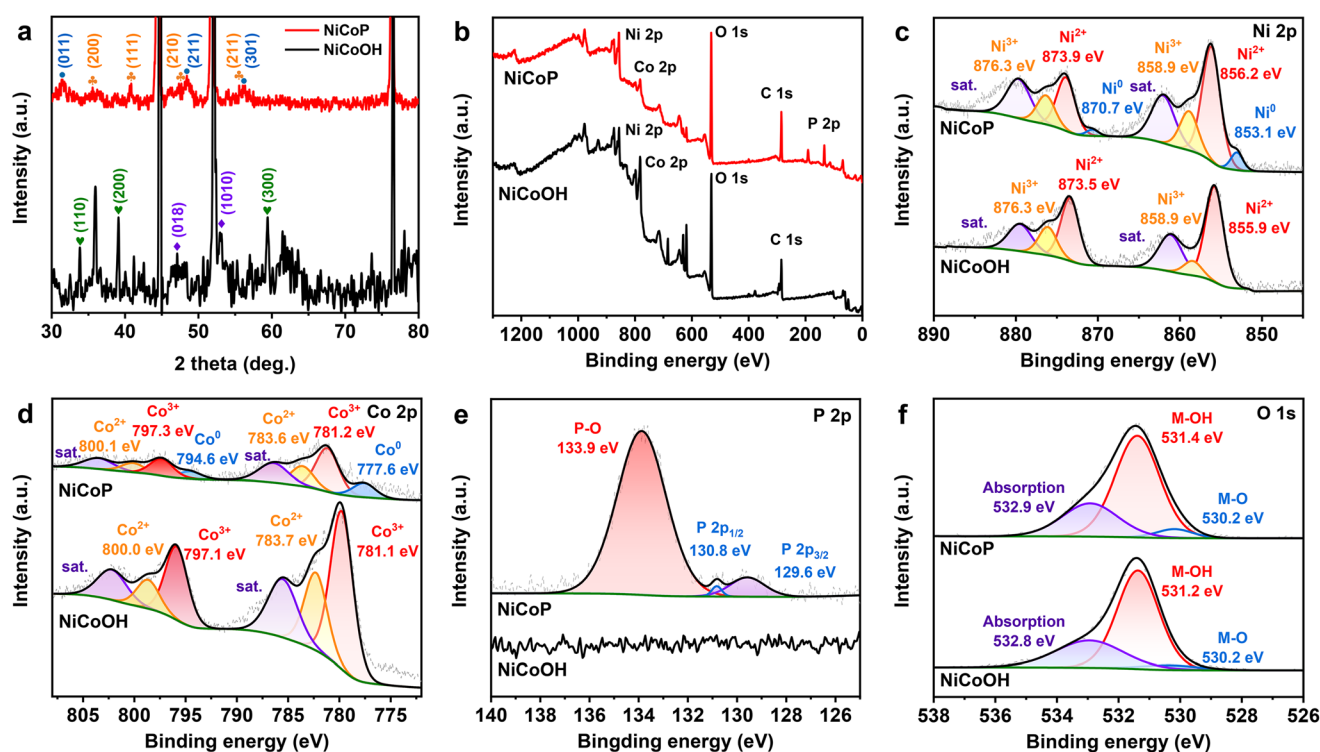 a
NiCoP
NiCoOH
(011)
(200)
(111)
(210)
(211)
(211)
(301)
(110)
(200)
(018)
(1010)
(300)
30 40 50 60 70 80
2 theta (deg.)
Intensity (a.u.)
b
Ni 2p
Co 2p
O 1s
C 1s
P 2p
NiCoP
Ni 2p
Co 2p
O 1s
C 1s
NiCoOH
1200 1000 800 600 400 200 0
Binding energy (eV)
Intensity (a.u.)
c
Ni 2p
Ni3+
876.3 eV
Ni2+
873.9 eV
Ni0
870.7 eV
Ni3+
858.9 eV
Ni2+
856.2 eV
Ni0
853.1 eV
sat.
sat.
NiCoP
Ni3+
876.3 eV
Ni2+
873.5 eV
Ni3+
858.9 eV
Ni2+
855.9 eV
sat.
sat.
NiCoOH
890 880 870 860 850
Bingding energy (eV)
Intensity (a.u.)
d
Co 2p
Co2+
800.1 eV
Co3+
797.3 eV
Co0
794.6 eV
Co2+
783.6 eV
Co3+
781.2 eV
Co0
777.6 eV
sat.
sat.
NiCoP
Co2+
800.0 eV
Co3+
797.1 eV
Co2+
783.7 eV
Co3+
781.1 eV
sat.
sat.
NiCoOH
805 800 795 790 785 780 775
Bingding energy (eV)
Intensity (a.u.)
e
P 2p
P-O
133.9 eV
P 2p1/2
130.8 eV
P 2p3/2
129.6 eV
NiCoP
NiCoOH
140 138 136 134 132 130 128 126
Bingding energy (eV)
Intensity (a.u.)
f
O 1s
M-OH
531.4 eV
Absorption
532.9 eV
M-O
530.2 eV
NiCoP
M-OH
531.2 eV
Absorption
532.8 eV
M-O
530.2 eV
NiCoOH
538 536 534 532 530 528 526
Binding energy (eV)
Intensity (a.u.)